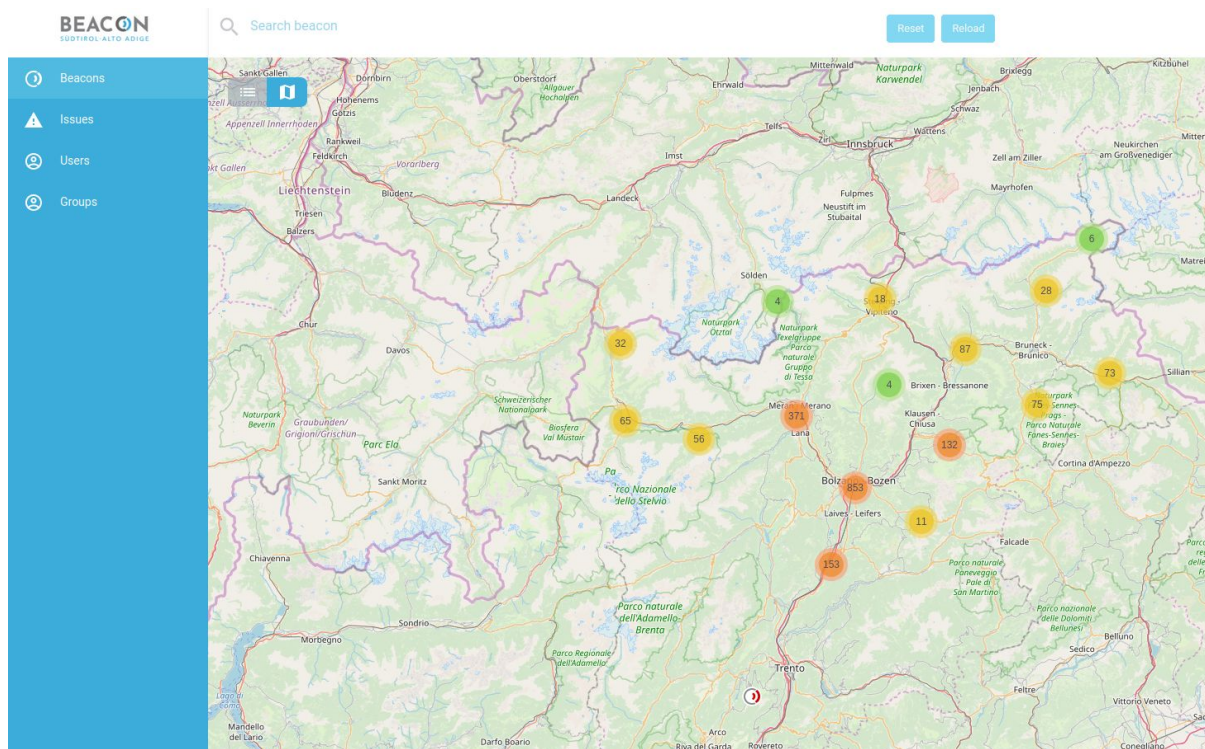 BEACON
SÜDTIROL·ALTO ADIGE
Search beacon
Reset
Reload
Beacons
Issues
Users
Groups
Sankt Gallen
Dornbirn
Oberstdorf
Allgäuer
Hochalpen
Ehrwald
Mittenwald
Naturpark
Karwendel
Brixlegg
Jenbach
Kitzbühel
Schwaz
Hohenems
Götzis
Appenzell Innerrhoden
Rankweil
Feldkirch
Vorarlberg
Imst
Telfs
Zirl
Innsbruck
Wattens
Zell am Ziller
Neukirchen
am Großvenediger
Liechtenstein
Bludenz
Landeck
Fulpmes
Neustift im
Stubaital
Mayrhofen
Triesen
Balzers
6
Sölden
4
18
28
Naturpark
Ötztal
Naturpark
Texelgruppe
Parco
naturale
Gruppo
di Tessa
Chur
Davos
32
87
Bruneck -
Brunico
73
Sillian
4
Brixen - Bressanone
Schweizerischer
Nationalpark
Naturpark
Beverin
Graubünden/
Grigioni/Grischun
Parc Ela
Biosfera
Val Müstair
65
56
371
Lana
Klausen -
Chiusa
75
Prags -
Parco Naturale
Fanes-Sennes-
Braies
132
Cortina d'Ampezzo
Sankt Moritz
rco Nazionale
dello Stelvio
853
Bozen
Laives - Leifers
11
Falcade
Chiavenna
153
Parco naturale
Paneveggio
- Pale di
San Martino
Parco naturale
dell'Adamello-
Brenta
Parco nazionale
delle Dolomiti
Bellunesi
Sondrio
Morbegno
Belluno
Sedico
Parco Regionale
dell'Adamello
Trento
Feltre
Vittorio Veneto
Mandello
del Lario
Darfo Boario
Arco
Riva del Garda
Rovereto
Conegliano